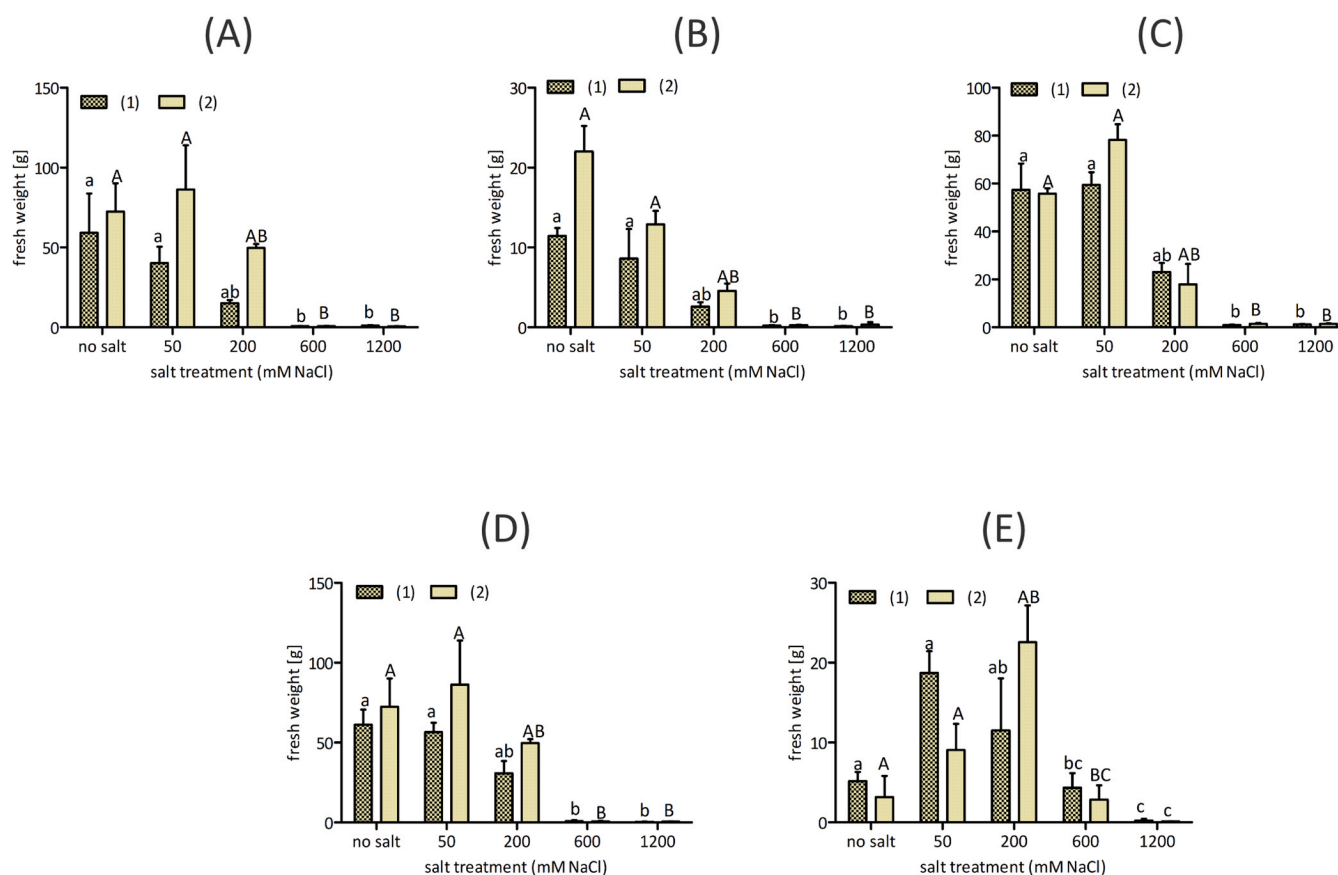 (A)
(1) (2)
fresh weight [g]
150
100
50
0
a A
a A
ab AB
b B
b B
no salt 50 200 600 1200
salt treatment (mM NaCl)
(B)
(1) (2)
fresh weight [g]
30
20
10
0
a A
a A
ab AB
b B
b B
no salt 50 200 600 1200
salt treatment (mM NaCl)
(C)
(1) (2)
fresh weight [g]
100
80
60
40
20
0
a A
a A
ab AB
b B
b B
no salt 50 200 600 1200
salt treatment (mM NaCl)
(D)
(1) (2)
fresh weight [g]
150
100
50
0
a A
a A
ab AB
b B
b B
no salt 50 200 600 1200
salt treatment (mM NaCl)
(E)
(1) (2)
fresh weight [g]
30
20
10
0
a A
a A
ab AB
bc BC
c c
no salt 50 200 600 1200
salt treatment (mM NaCl)